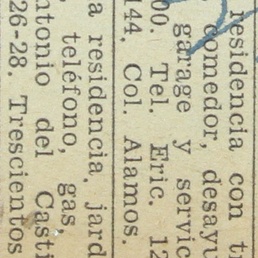 residencia con tr
comedor, desayu
garage y servic
00. Tel. Eric. 12
144. Col. Alamos.
a residencia, jard
teléfono, gas
ntonio del Casti
26-28. Trescientos